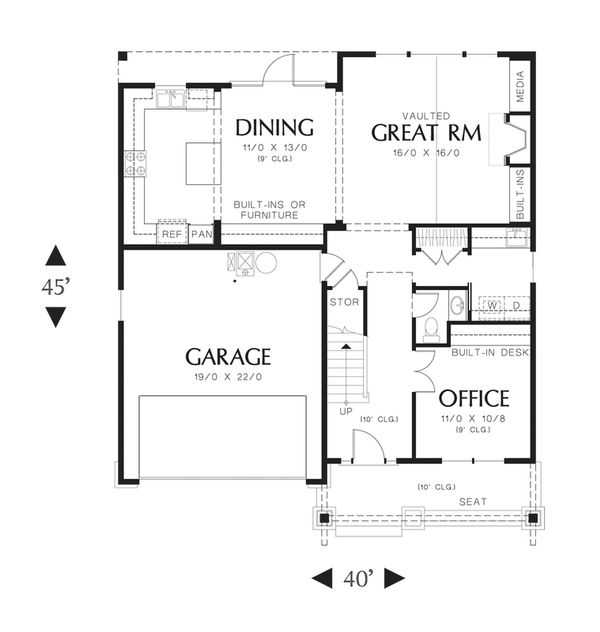 MEDIA
DINING
11/0 X 13/0
(9' CLG.)
VAULTED
GREAT RM
16/0 X 16/0
BUILT-INS OR
FURNITURE
BUILT-INS
REF
PAN
45'
STOR
W
D
GARAGE
19/0 X 22/0
BUILT-IN DESK
OFFICE
11/0 X 10/8
(9' CLG.)
UP
(10' CLG.)
(10' CLG.)
SEAT
40'